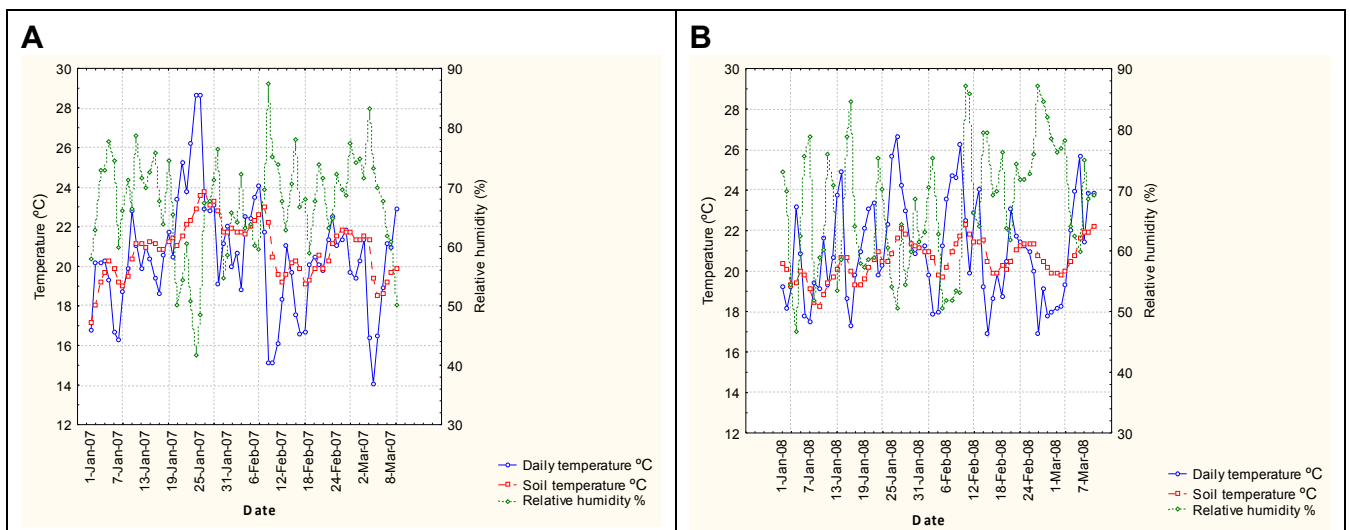 A
30
28
26
24
22
20
18
16
14
12
Temperature (ºC)
90
80
70
60
50
40
30
Relative humidity (%)
1-Jan-07
7-Jan-07
13-Jan-07
19-Jan-07
25-Jan-07
31-Jan-07
6-Feb-07
12-Feb-07
18-Feb-07
24-Feb-07
2-Mar-07
8-Mar-07
Date
Daily temperature ºC
Soil temperature ºC
Relative humidity %
B
30
28
26
24
22
20
18
16
14
12
Temperature (ºC)
90
80
70
60
50
40
30
Relative humidity (%)
1-Jan-08
7-Jan-08
13-Jan-08
19-Jan-08
25-Jan-08
31-Jan-08
6-Feb-08
12-Feb-08
18-Feb-08
24-Feb-08
1-Mar-08
7-Mar-08
Date
Daily temperature ºC
Soil temperature ºC
Relative humidity %